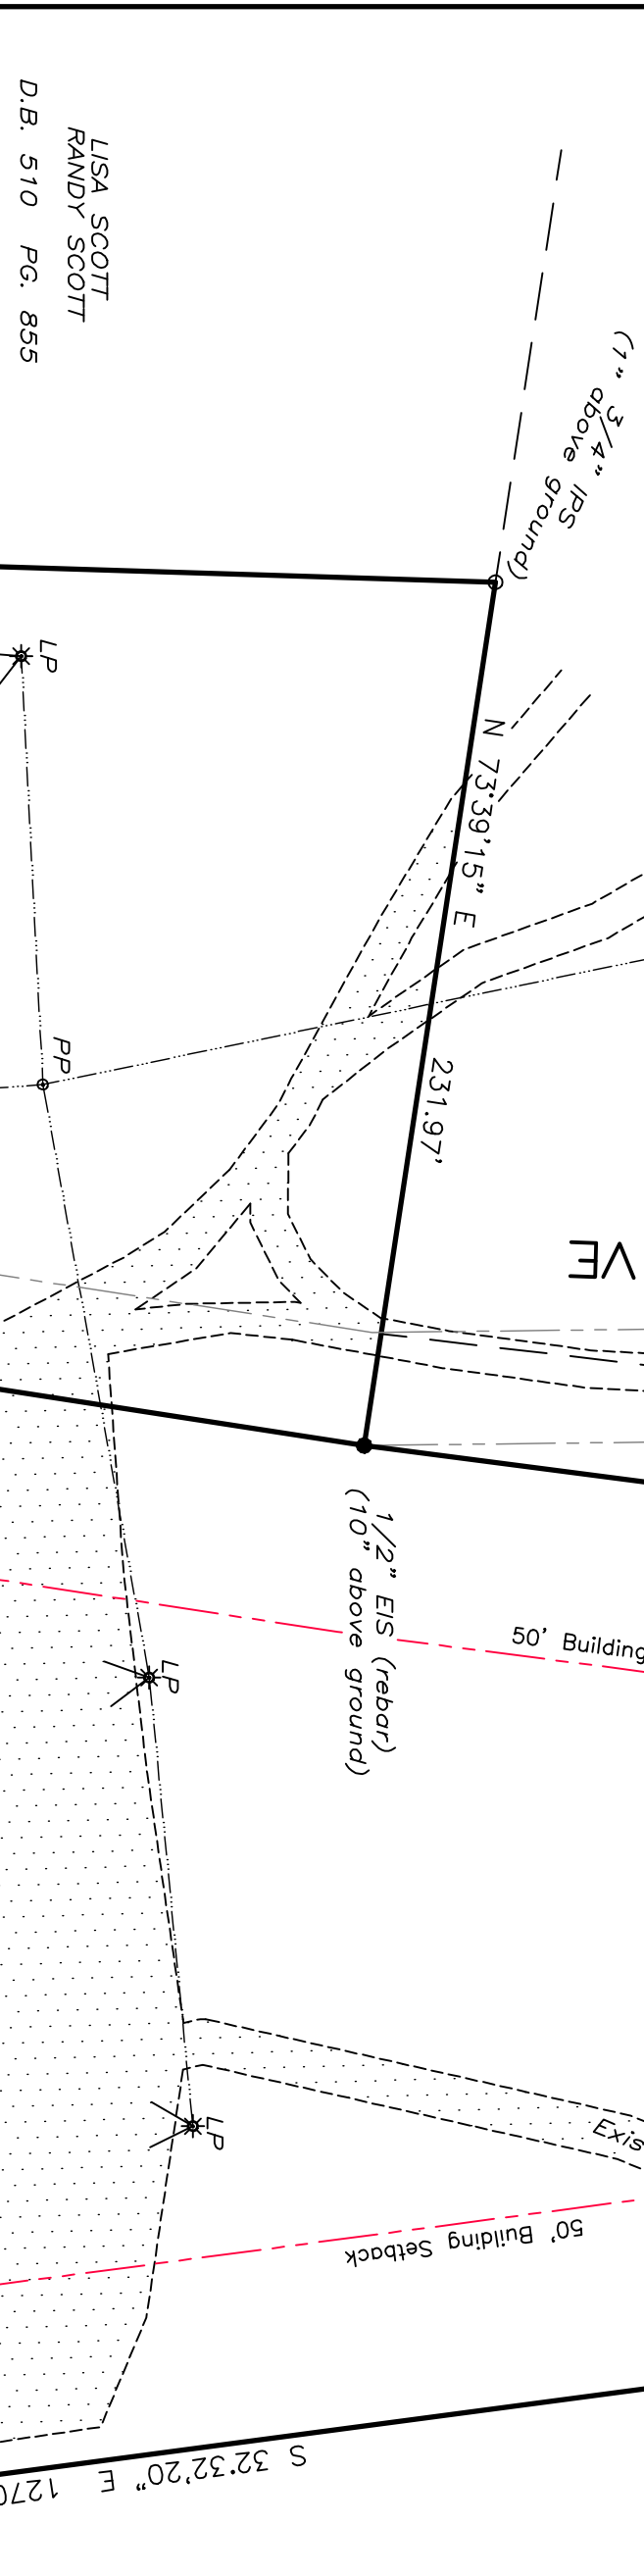 LISA SCOTT
RANDY SCOTT
D.B. 510 PG. 855
3/4" IPS
(1" above ground)
LP
N 73°39'15" E 231.97'
PP
VE
1/2" EIS (rebar)
(10" above ground)
50' Building
LP
LP
Exis
50' Building Setback
S 32°32'20" E 1270